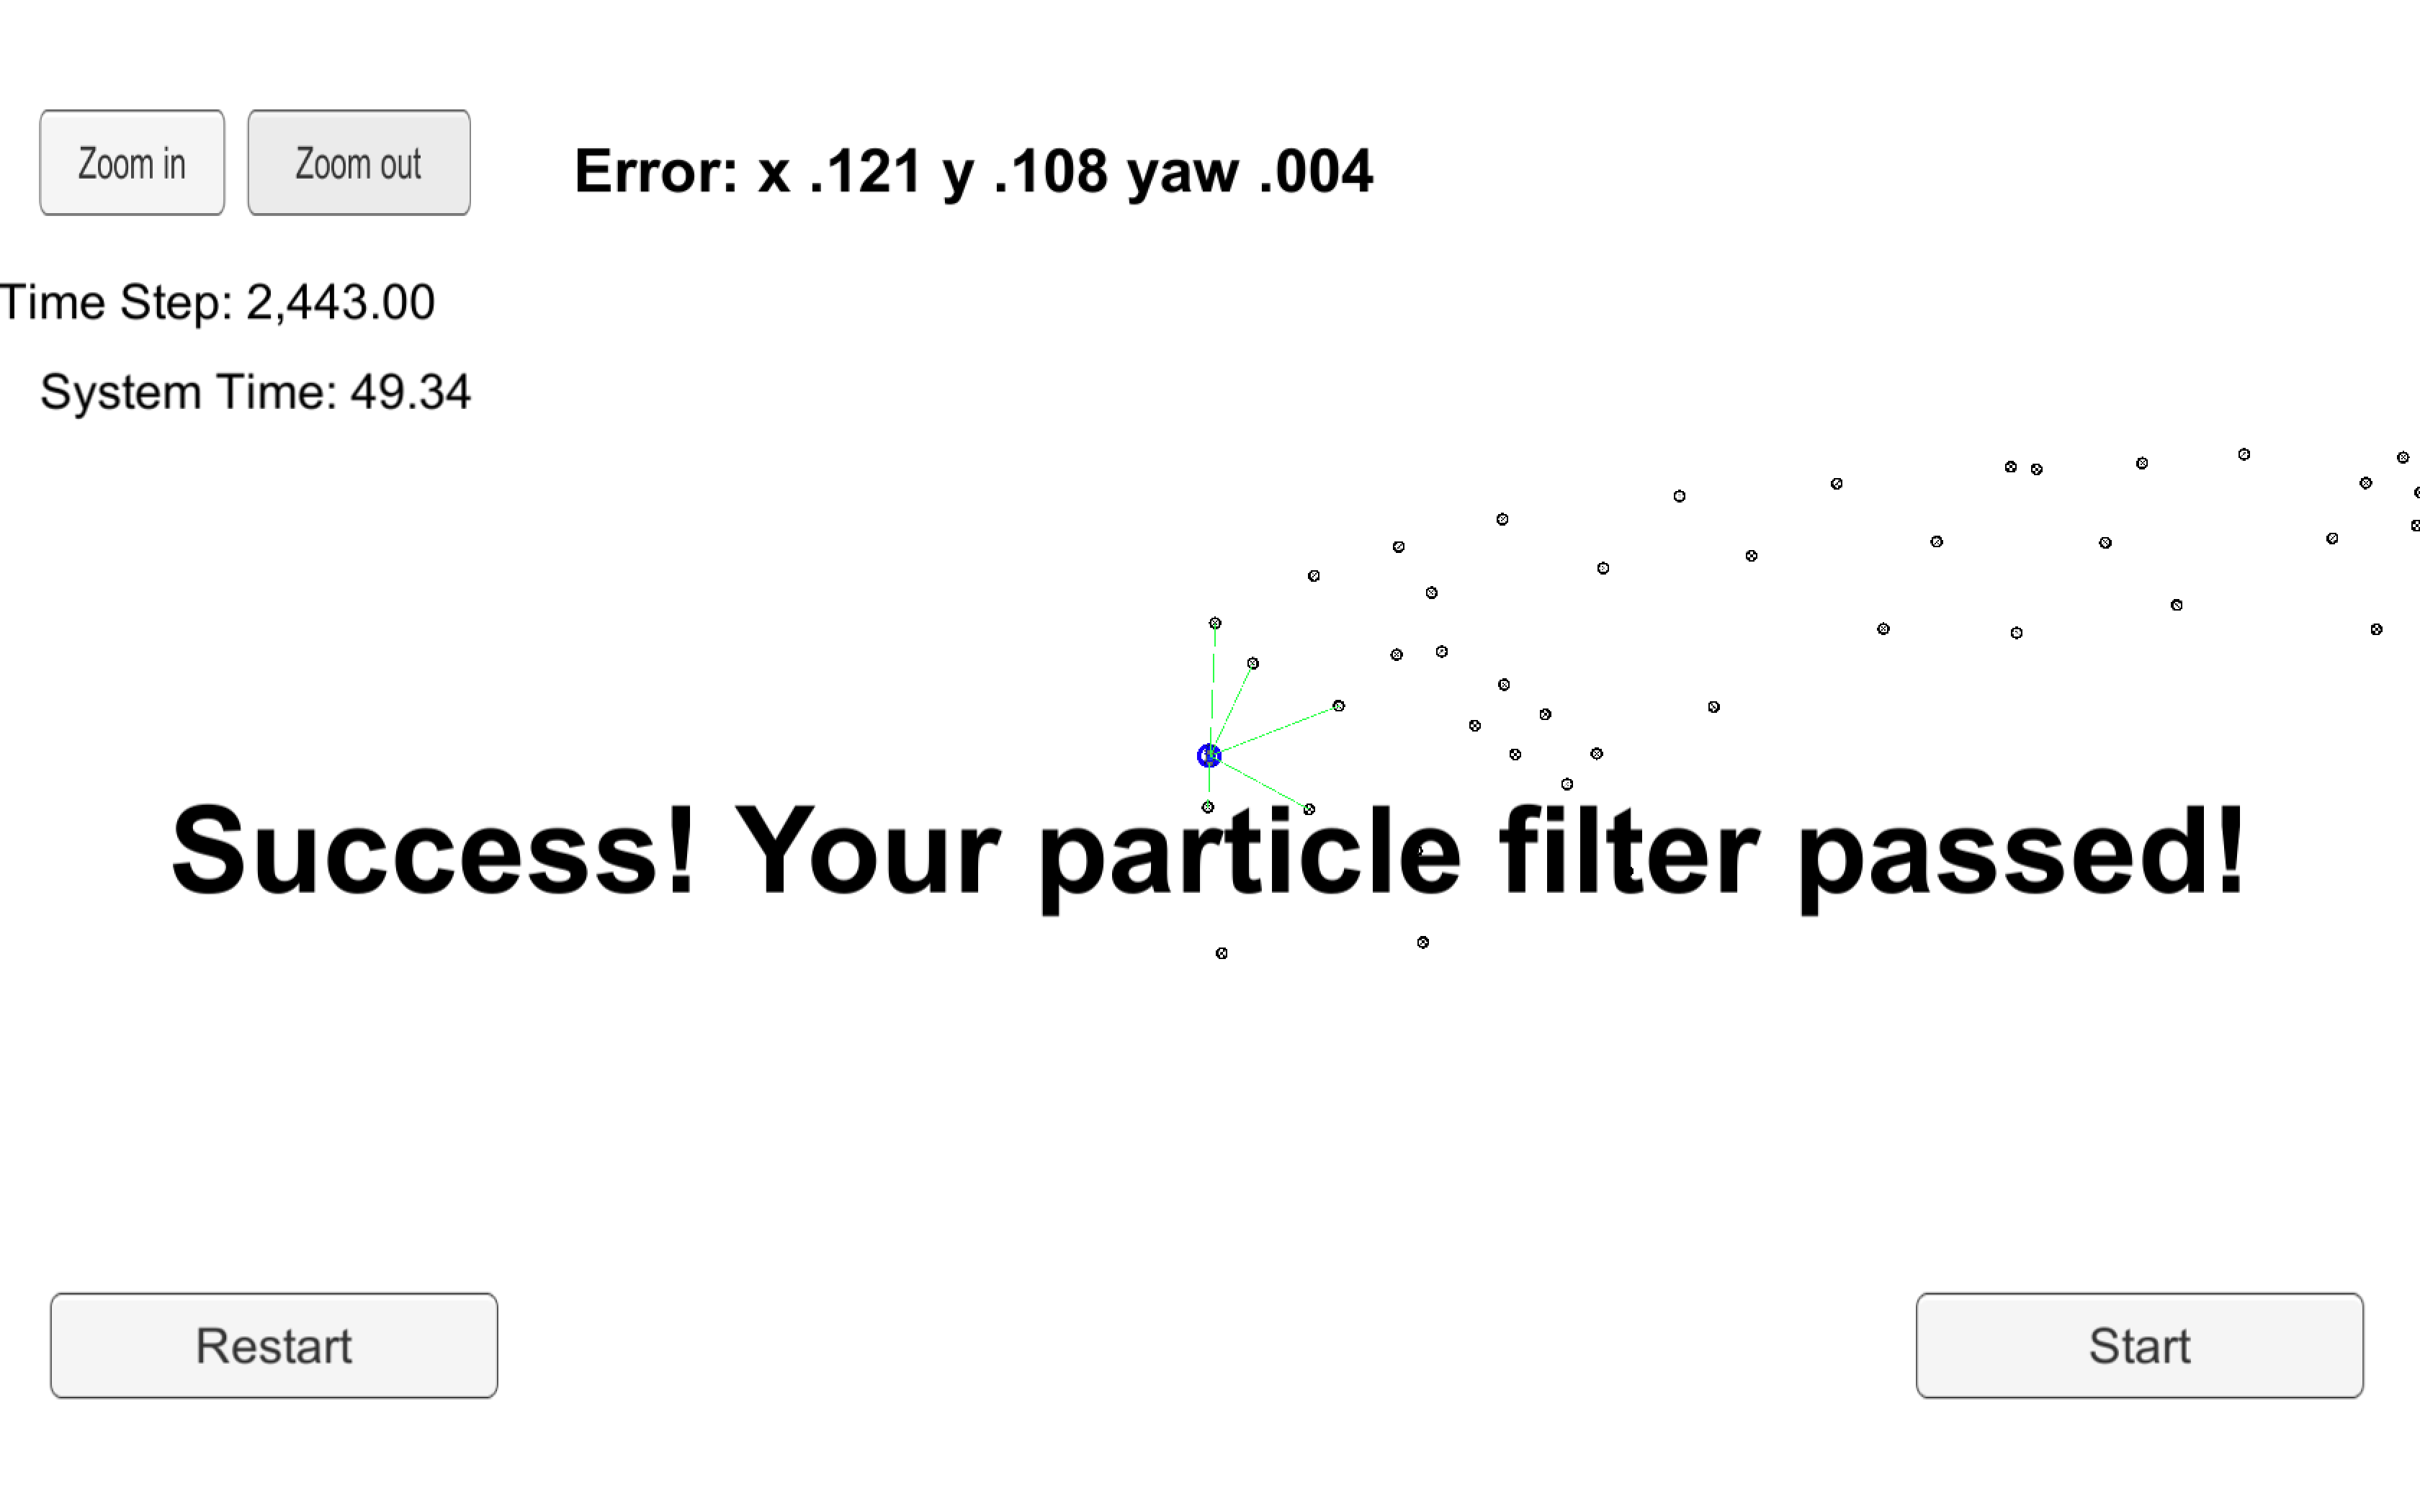 Zoom in
Zoom out
Error: x .121 y .108 yaw .004
Time Step: 2,443.00
System Time: 49.34
Success! Your particle filter passed!
Restart
Start